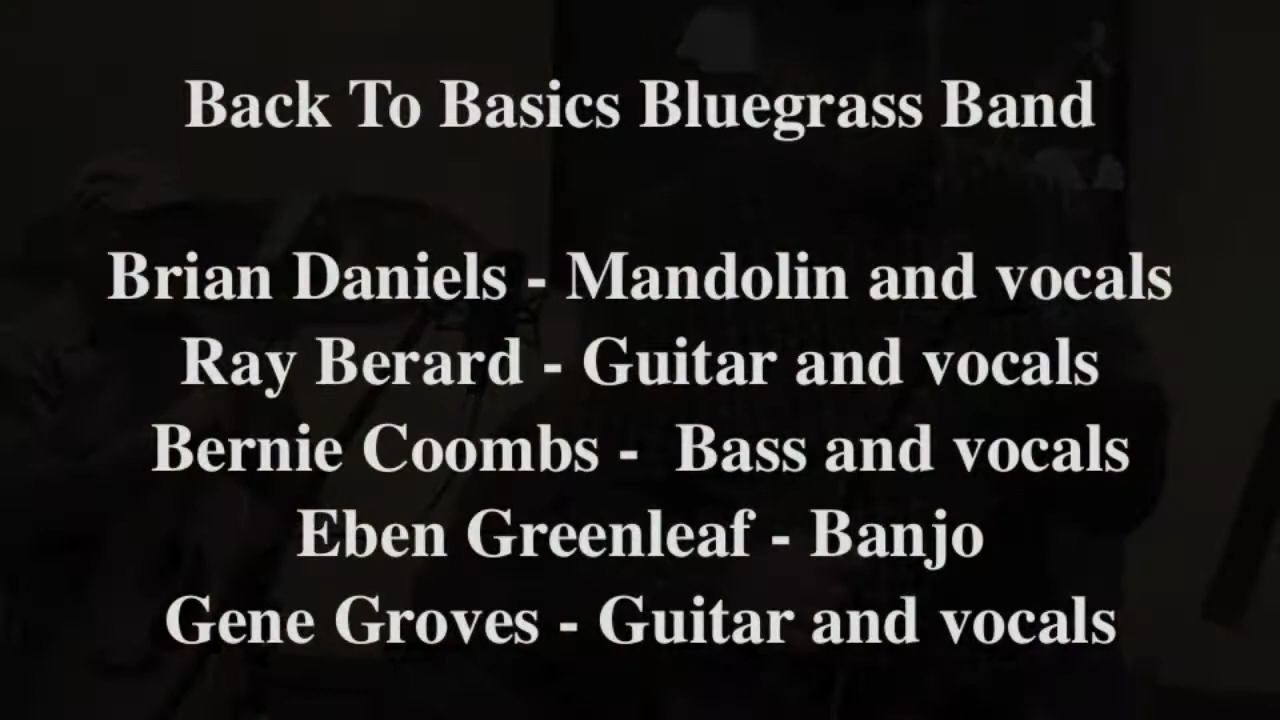 Back To Basics Bluegrass Band
Brian Daniels - Mandolin and vocals
Ray Berard - Guitar and vocals
Bernie Coombs -  Bass and vocals
Eben Greenleaf - Banjo
Gene Groves - Guitar and vocals